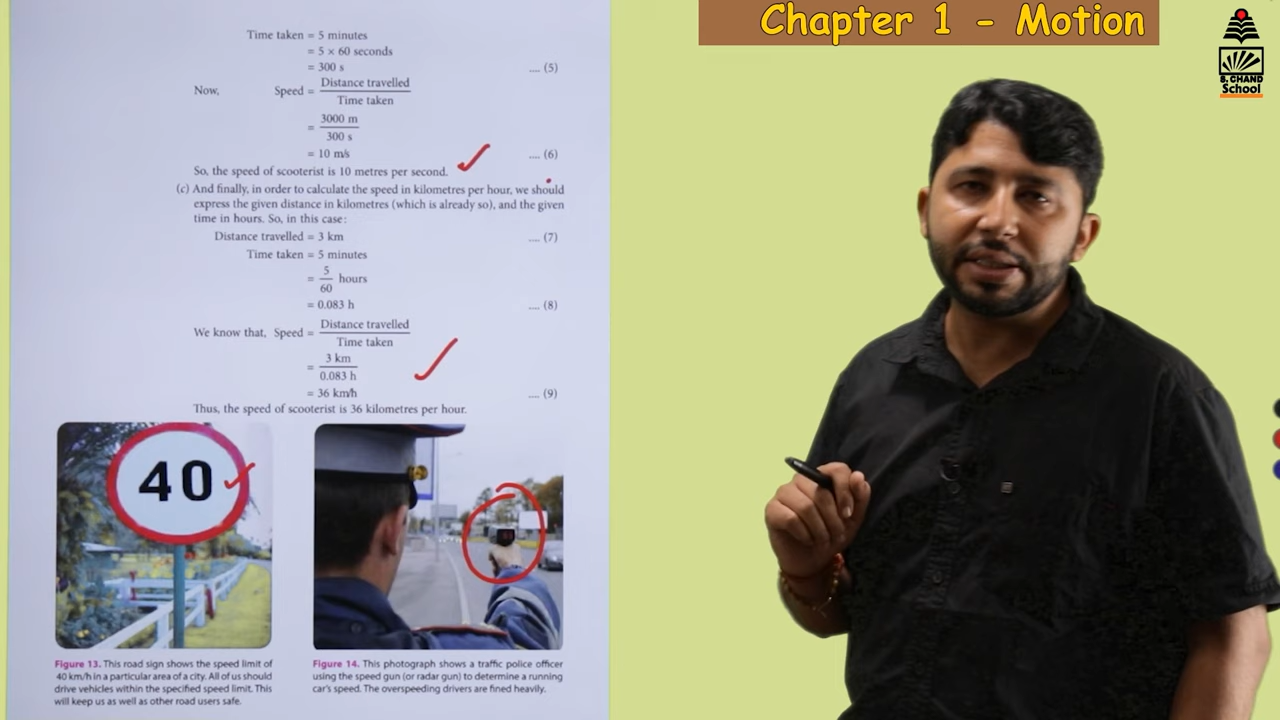 Time taken = 5 minutes
= 5 × 60 seconds
= 300 s .... (5)
Now, Speed = Distance travelled / Time taken
= 3000 m / 300 s
= 10 m/s .... (6)
So, the speed of scooterist is 10 metres per second.
(c) And finally, in order to calculate the speed in kilometres per hour, we should
express the given distance in kilometres (which is already so), and the given
time in hours. So, in this case:
Distance travelled = 3 km .... (7)
Time taken = 5 minutes
= 5 / 60 hours
= 0.083 h .... (8)
We know that, Speed = Distance travelled / Time taken
= 3 km / 0.083 h
= 36 km/h .... (9)
Thus, the speed of scooterist is 36 kilometres per hour.
40
Figure 13. This road sign shows the speed limit of
40 km/h in a particular area of a city. All of us should
drive vehicles within the specified speed limit. This
will keep us as well as other road users safe.
Figure 14. This photograph shows a traffic police officer
using the speed gun (or radar gun) to determine a running
car's speed. The overspeeding drivers are fined heavily.
Chapter 1 - Motion
S. CHAND
School